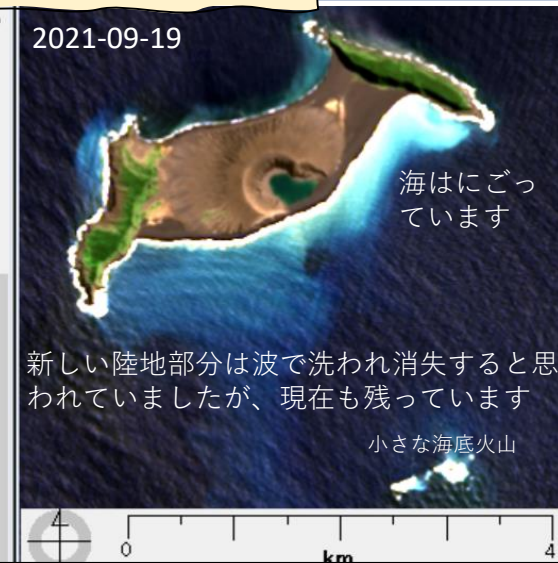 2021-09-19
海はにごっ
ています
新しい陸地部分は波で洗われ消失すると思
われていましたが、現在も残っています
小さな海底火山
0
4
km